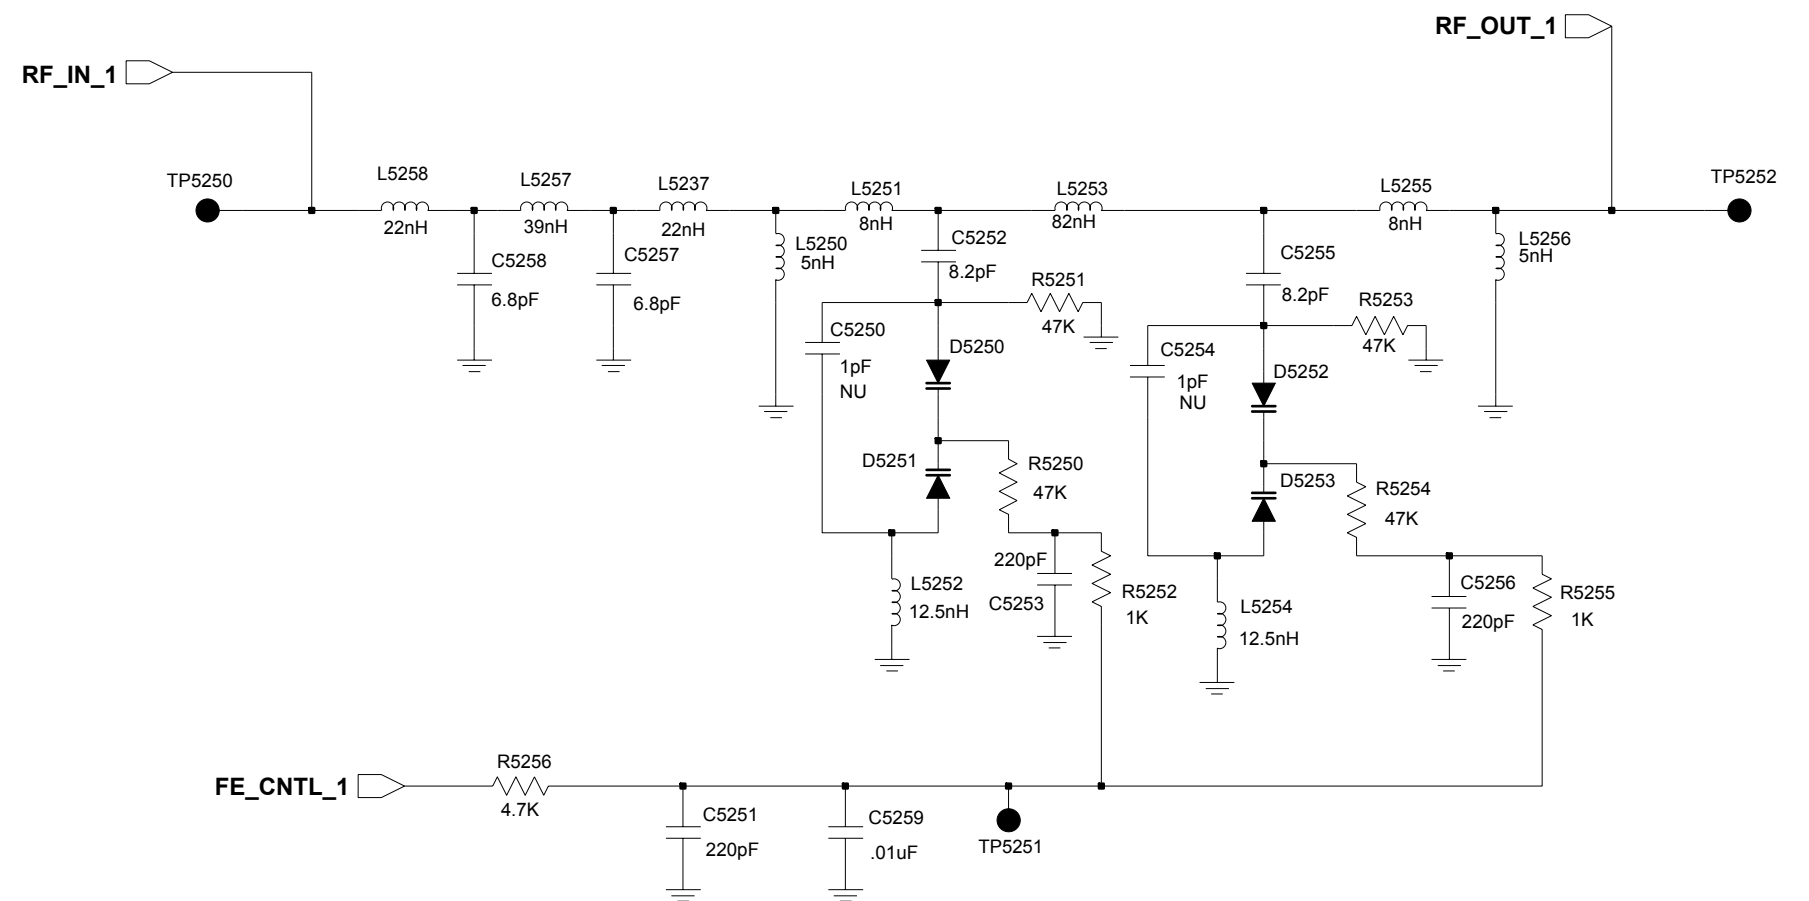 RF_OUT_1
RF_IN_1
TP5250
L5258
22nH
L5257
39nH
L5237
22nH
L5251
8nH
L5253
82nH
L5255
8nH
TP5252
C5258
6.8pF
C5257
6.8pF
L5250
5nH
C5252
8.2pF
C5255
8.2pF
L5256
5nH
R5251
47K
R5253
47K
C5250
1pF
NU
D5250
C5254
1pF
NU
D5252
D5251
R5250
47K
D5253
R5254
47K
L5252
12.5nH
220pF
C5253
R5252
1K
L5254
12.5nH
C5256
220pF
R5255
1K
FE_CNTL_1
R5256
4.7K
C5251
220pF
C5259
.01uF
TP5251